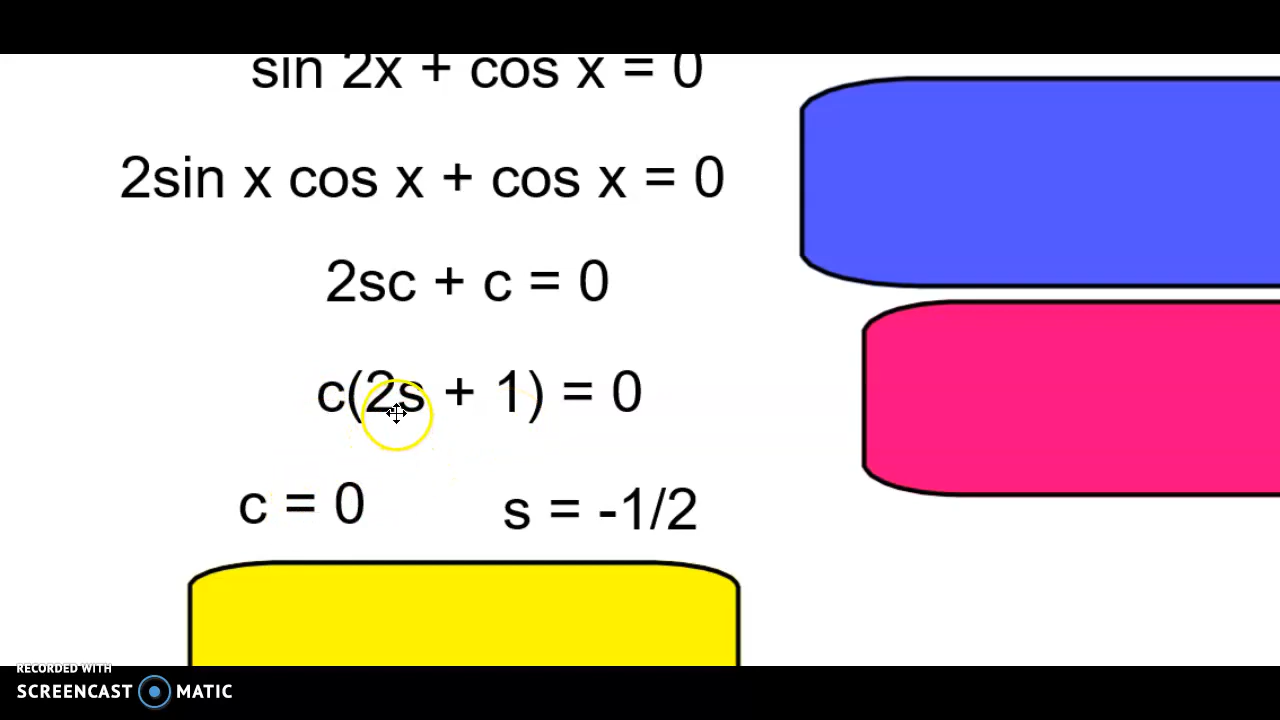 sin 2x + cos x = 0
2sin x cos x + cos x = 0
2sc + c = 0
c(2s + 1) = 0
c = 0 s = -1/2
RECORDED WITH
SCREENCAST MATIC